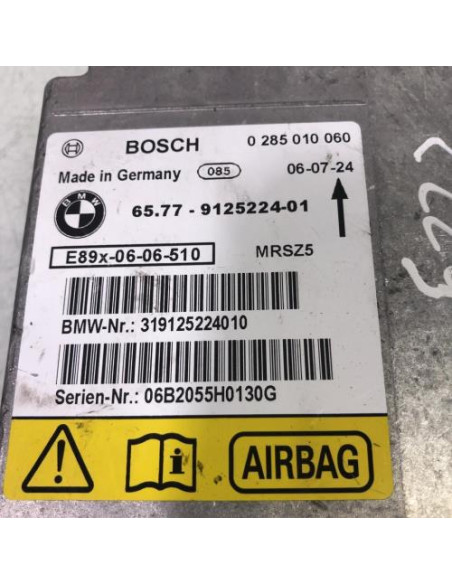 BOSCH 0 285 010 060
Made in Germany 085 06-07-24
BMW 65.77 - 9125224-01
E89x-06-06-510 MRSZ5
BMW-Nr.: 319125224010
Serien-Nr.: 06B2055H0130G
AIRBAG